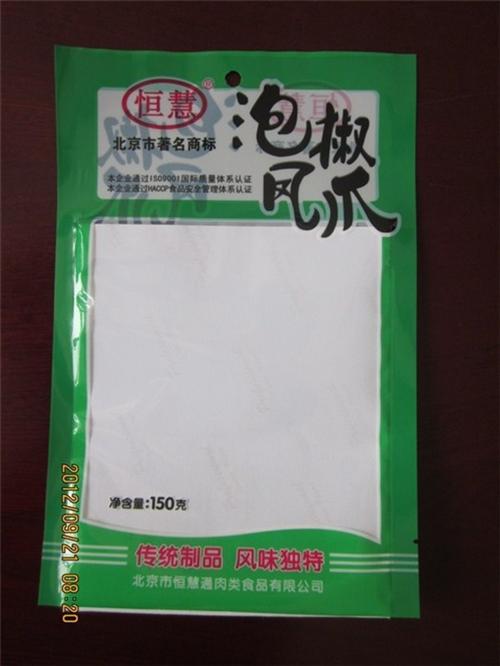 恒慧®
北京市著名商标
本企业通过ISO9001国际质量体系认证
本企业通过HACCP食品安全管理体系认证
泡椒
凤爪
净含量:150克
传统制品 风味独特
北京市恒慧通肉类食品有限公司
2012/09/21 08:20